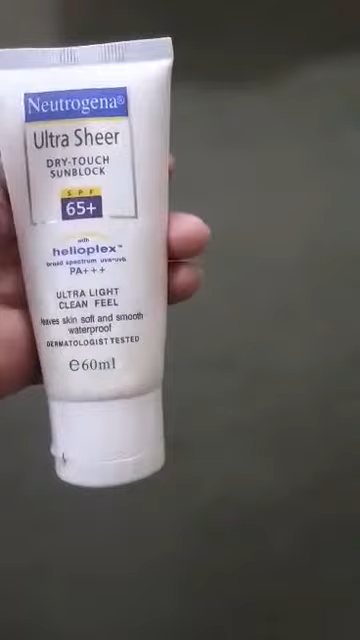 Neutrogena®
Ultra Sheer
DRY-TOUCH
SUNBLOCK
SPF
65+
with
helioplex™
broad spectrum uva•uvb
PA+++
ULTRA LIGHT
CLEAN FEEL
leaves skin soft and smooth
waterproof
DERMATOLOGIST TESTED
℮60ml